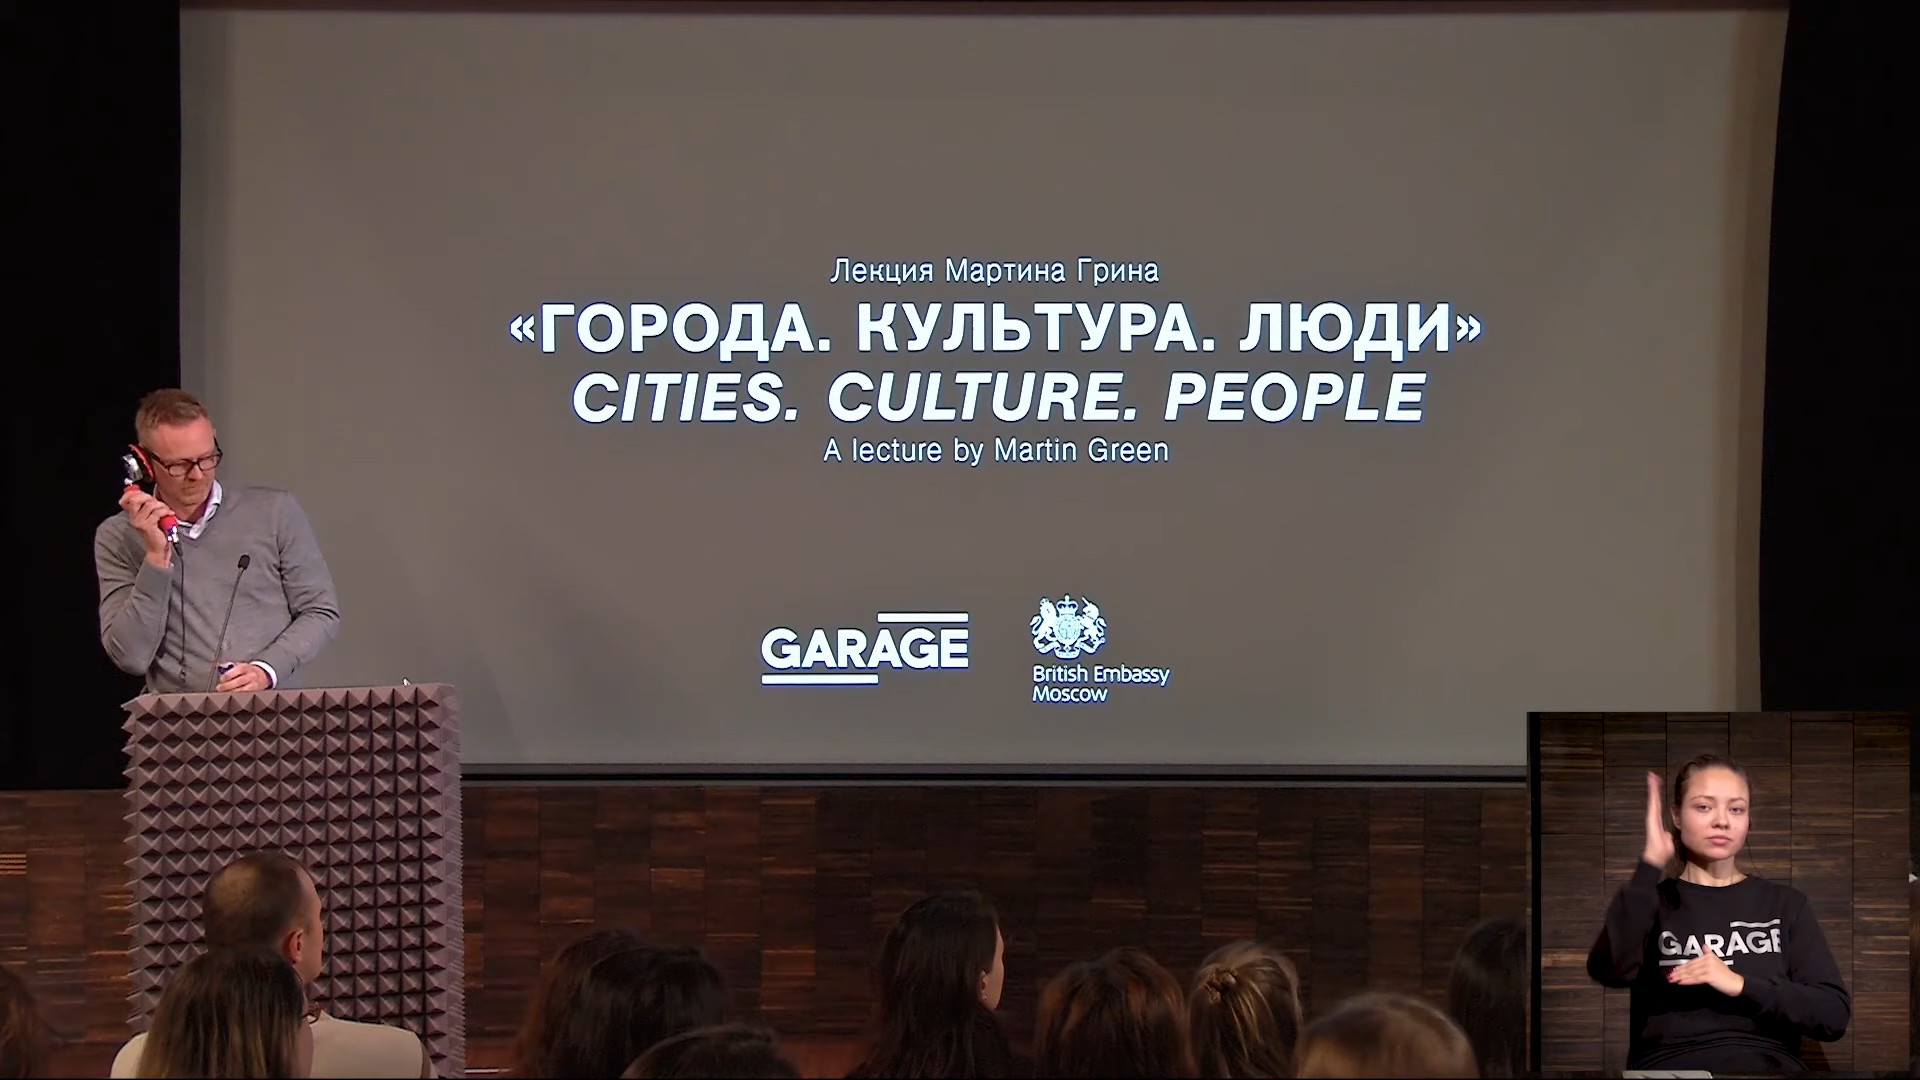 Лекция Мартина Грина
«ГОРОДА. КУЛЬТУРА. ЛЮДИ»
CITIES. CULTURE. PEOPLE
A lecture by Martin Green
GARAGE
British Embassy
Moscow
GARAGE